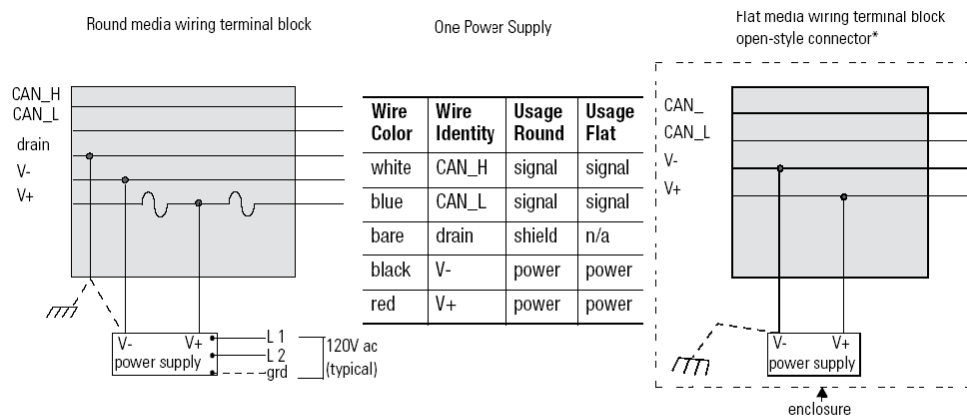 Round media wiring terminal block
One Power Supply
Flat media wiring terminal block
open-style connector*
CAN_H
CAN_L
drain
V-
V+
V-
V+
power supply
L 1
L 2
grd
120V ac
(typical)
Wire Color Wire Identity Usage Round Usage Flat
white CAN_H signal signal
blue CAN_L signal signal
bare drain shield n/a
black V- power power
red V+ power power
CAN_
CAN_L
V-
V+
V-
V+
power supply
enclosure